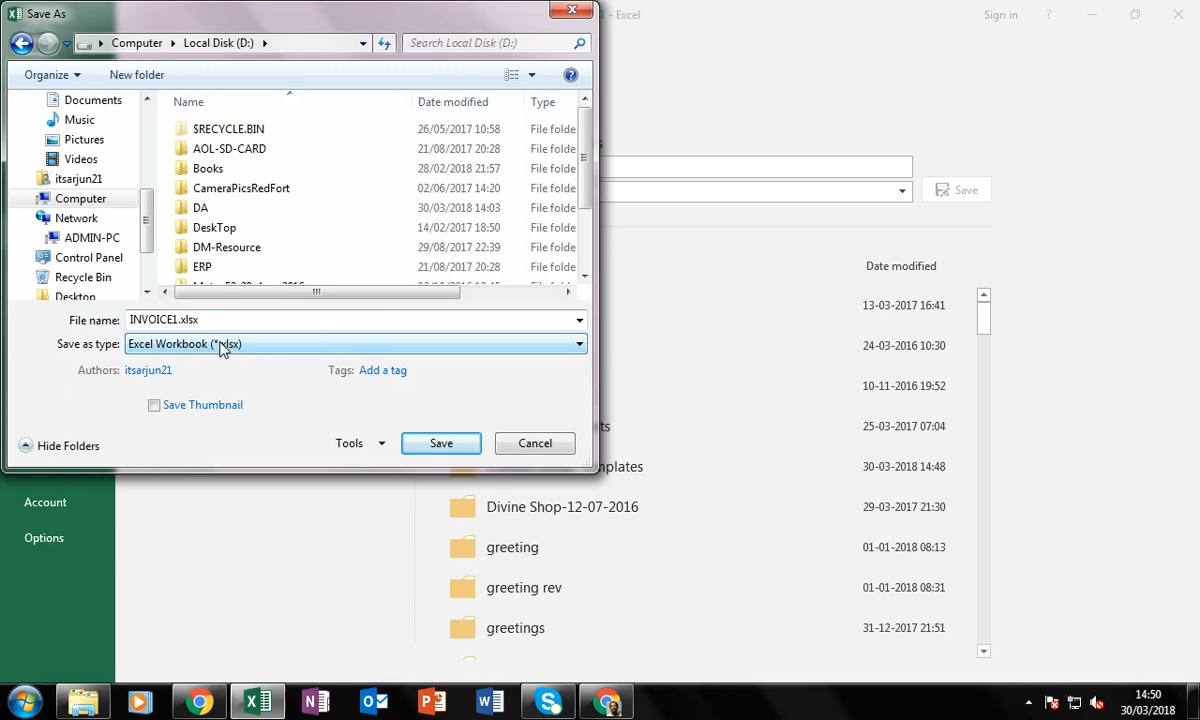 Save As
1 - Excel
Sign in
?
Computer
Local Disk (D:)
Search Local Disk (D:)
Organize
New folder
Name
Date modified
Type
Documents
Music
Pictures
Videos
itsarjun21
Computer
Network
ADMIN-PC
Control Panel
Recycle Bin
Desktop
$RECYCLE.BIN 26/05/2017 10:58 File folde
AOL-SD-CARD 21/08/2017 20:28 File folde
Books 28/02/2018 21:57 File folde
CameraPicsRedFort 02/06/2017 14:20 File folde
DA 30/03/2018 14:03 File folde
DeskTop 14/02/2017 18:50 File folde
DM-Resource 29/08/2017 22:39 File folde
ERP 21/08/2017 20:28 File folde
File name: INVOICE1.xlsx
Save as type: Excel Workbook (*.xlsx)
Authors: itsarjun21
Tags: Add a tag
Save Thumbnail
Hide Folders
Tools
Save
Cancel
s
Save
Date modified
13-03-2017 16:41
24-03-2016 10:30
10-11-2016 19:52
ts 25-03-2017 07:04
mplates 30-03-2018 14:48
Divine Shop-12-07-2016 29-03-2017 21:30
greeting 01-01-2018 08:13
greeting rev 01-01-2018 08:31
greetings 31-12-2017 21:51
Account
Options
14:50
30/03/2018